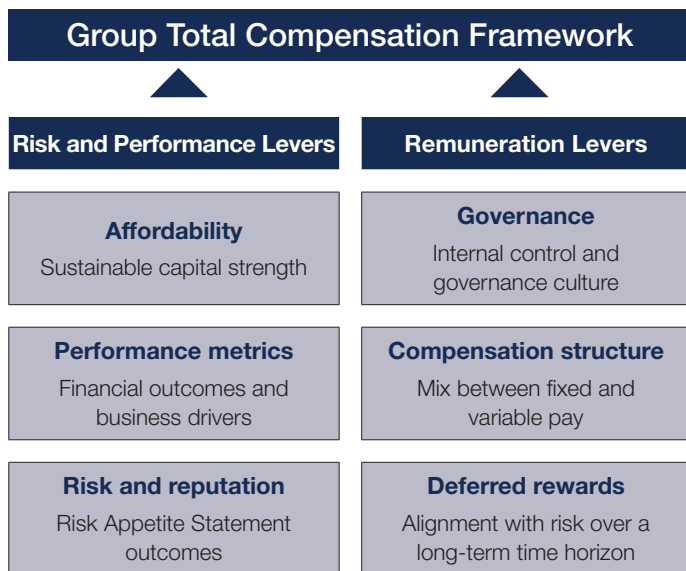 Group Total Compensation Framework
Risk and Performance Levers
Affordability
Sustainable capital strength
Performance metrics
Financial outcomes and
business drivers
Risk and reputation
Risk Appetite Statement
outcomes
Remuneration Levers
Governance
Internal control and
governance culture
Compensation structure
Mix between fixed and
variable pay
Deferred rewards
Alignment with risk over a
long-term time horizon